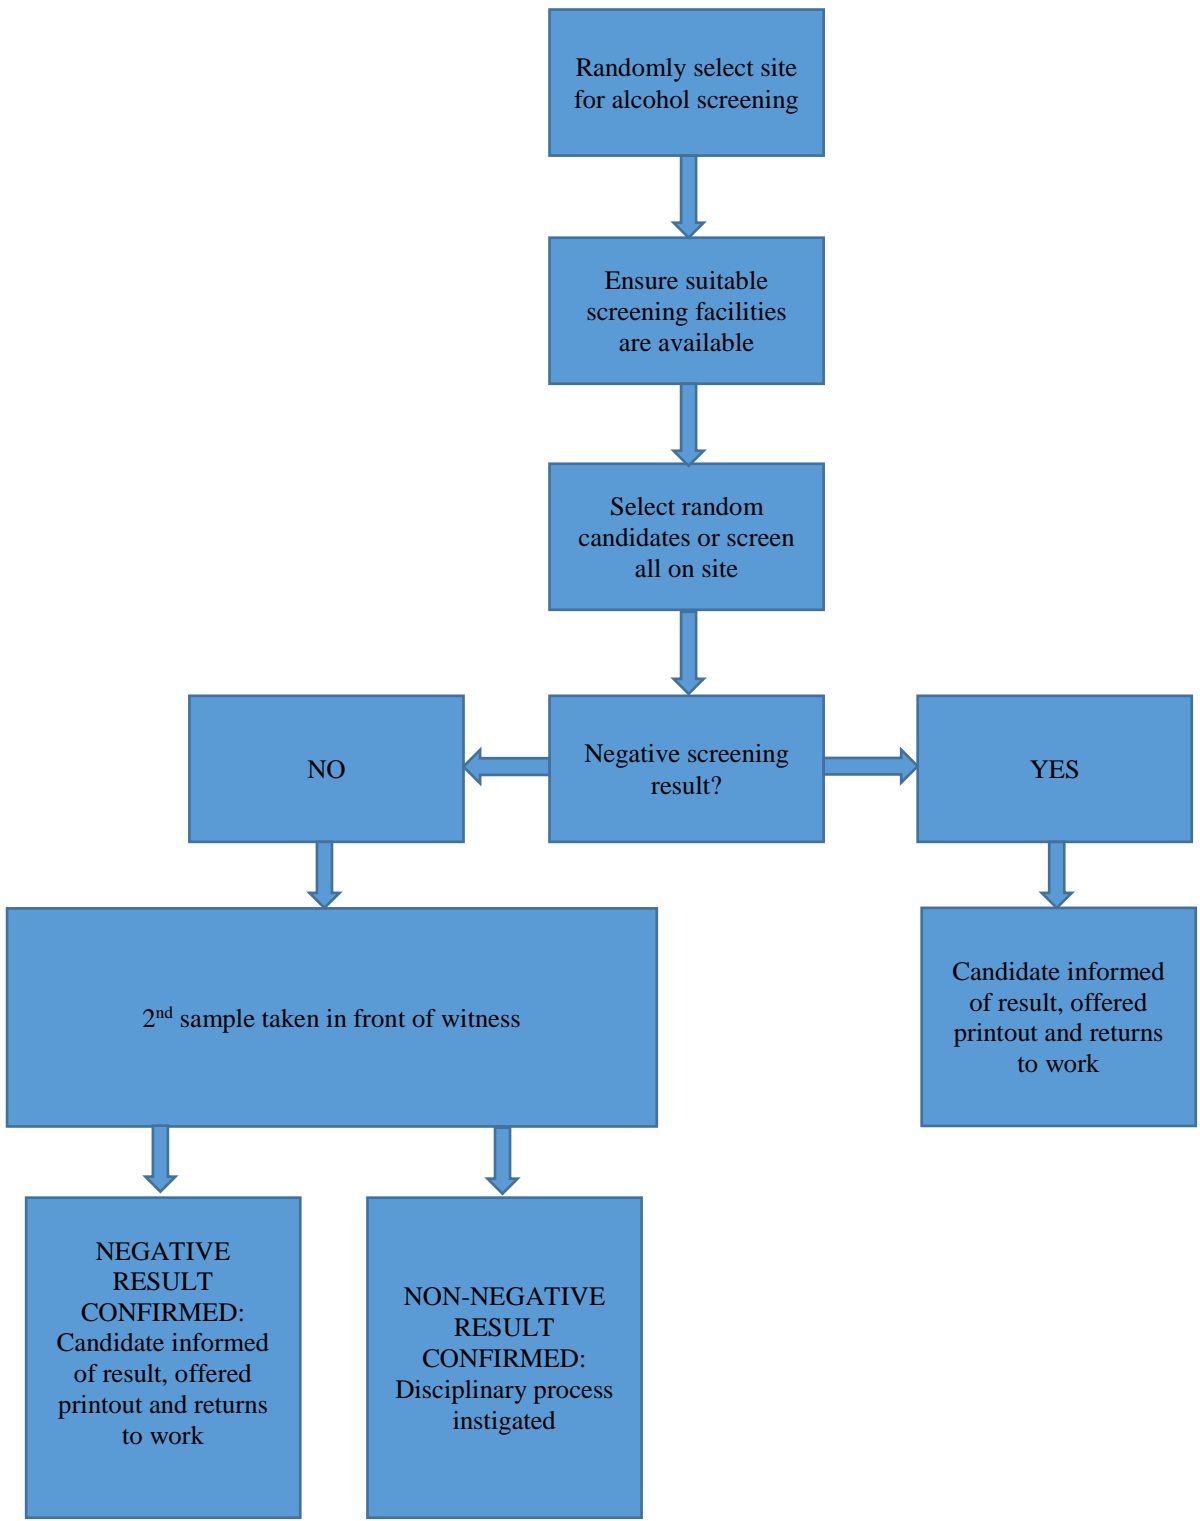 Randomly select site
for alcohol screening
Ensure suitable
screening facilities
are available
Select random
candidates or screen
all on site
NO
Negative screening
result?
YES
2nd sample taken in front of witness
Candidate informed
of result, offered
printout and returns
to work
NEGATIVE
RESULT
CONFIRMED:
Candidate informed
of result, offered
printout and returns
to work
NON-NEGATIVE
RESULT
CONFIRMED:
Disciplinary process
instigated